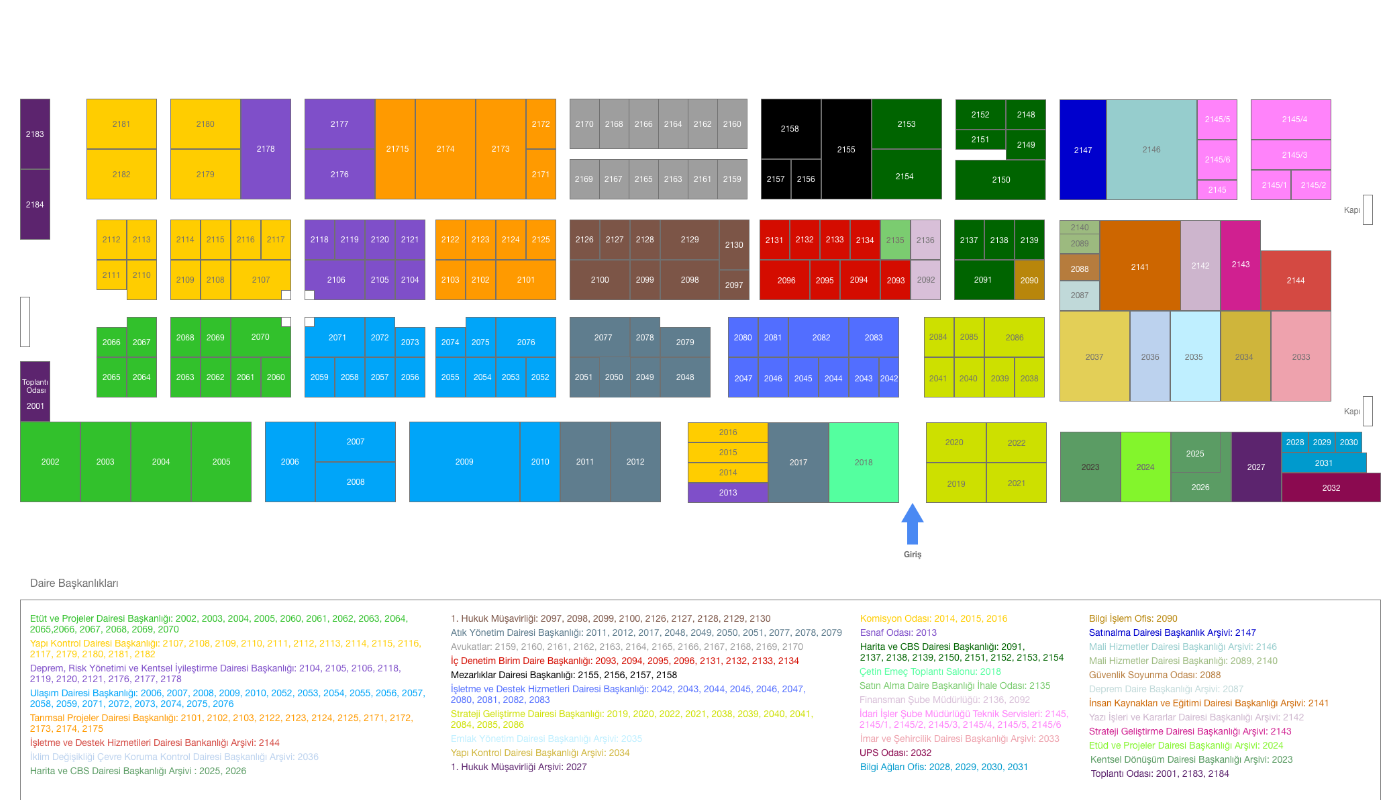 2183
2184
2181
2182
2180
2179
2178
2177
2176
21715
2174
2173
2172
2171
2170 2168 2166 2164 2162 2160
2169 2167 2165 2163 2161 2159
2158
2157 2156
2155
2153
2154
2152 2148
2151 2149
2150
2147
2146
2145/5
2145/6
2145
2145/4
2145/3
2145/1 2145/2
Kapı
2112 2113
2111 2110
2114 2115 2116 2117
2109 2108 2107
2118 2119 2120 2121
2106 2105 2104
2122 2123 2124 2125
2103 2102 2101
2126 2127 2128 2129 2130
2100 2099 2098 2097
2131 2132 2133 2134 2135 2136
2096 2095 2094 2093 2092
2137 2138 2139
2091 2090
2140
2089
2088
2087
2141
2142
2143
2144
2066 2067
2065 2064
2068 2069 2070
2063 2062 2061 2060
2071 2072 2073
2059 2058 2057 2056
2074 2075 2076
2055 2054 2053 2052
2077 2078 2079
2051 2050 2049 2048
2080 2081 2082 2083
2047 2046 2045 2044 2043 2042
2084 2085 2086
2041 2040 2039 2038
2037 2036 2035 2034 2033
Kapı
Toplantı
Odası
2001
2002 2003 2004 2005
2006
2007
2008
2009 2010 2011 2012
2016
2015
2014
2013
2017
2018
2020 2022
2019 2021
2023
2024
2025
2026
2027
2028 2029 2030
2031
2032
Giriş
Daire Başkanlıkları
Etüt ve Projeler Dairesi Başkanlığı: 2002, 2003, 2004, 2005, 2060, 2061, 2062, 2063, 2064,
2065,2066, 2067, 2068, 2069, 2070
Yapı Kontrol Dairesi Başkanlığı: 2107, 2108, 2109, 2110, 2111, 2112, 2113, 2114, 2115, 2116,
2117, 2179, 2180, 2181, 2182
Deprem, Risk Yönetimi ve Kentsel İyileştirme Dairesi Başkanlığı: 2104, 2105, 2106, 2118,
2119, 2120, 2121, 2176, 2177, 2178
Ulaşım Dairesi Başkanlığı: 2006, 2007, 2008, 2009, 2010, 2052, 2053, 2054, 2055, 2056, 2057,
2058, 2059, 2071, 2072, 2073, 2074, 2075, 2076
Tarımsal Projeler Dairesi Başkanlığı: 2101, 2102, 2103, 2122, 2123, 2124, 2125, 2171, 2172,
2173, 2174, 2175
İşletme ve Destek Hizmetileri Dairesi Bankanlığı Arşivi: 2144
İklim Değişikliği Çevre Koruma Kontrol Dairesi Başkanlığı Arşivi: 2036
Harita ve CBS Dairesi Başkanlığı Arşivi : 2025, 2026
1. Hukuk Müşavirliği: 2097, 2098, 2099, 2100, 2126, 2127, 2128, 2129, 2130
Atık Yönetim Dairesi Başkanlığı: 2011, 2012, 2017, 2048, 2049, 2050, 2051, 2077, 2078, 2079
Avukatlar: 2159, 2160, 2161, 2162, 2163, 2164, 2165, 2166, 2167, 2168, 2169, 2170
İç Denetim Birim Daire Başkanlığı: 2093, 2094, 2095, 2096, 2131, 2132, 2133, 2134
Mezarlıklar Dairesi Başkanlığı: 2155, 2156, 2157, 2158
İşletme ve Destek Hizmetleri Dairesi Başkanlığı: 2042, 2043, 2044, 2045, 2046, 2047,
2080, 2081, 2082, 2083
Strateji Geliştirme Dairesi Başkanlığı: 2019, 2020, 2022, 2021, 2038, 2039, 2040, 2041,
2084, 2085, 2086
Emlak Yönetim Dairesi Başkanlığı Arşivi: 2035
Yapı Kontrol Dairesi Başkanlığı Arşivi: 2034
1. Hukuk Müşavirliği Arşivi: 2027
Komisyon Odası: 2014, 2015, 2016
Esnaf Odası: 2013
Harita ve CBS Dairesi Başkanlığı: 2091,
2137, 2138, 2139, 2150, 2151, 2152, 2153, 2154
Çetin Emeç Toplantı Salonu: 2018
Satın Alma Daire Başkanlığı İhale Odası: 2135
Finansman Şube Müdürlüğü: 2136, 2092
İdari İşler Şube Müdürlüğü Teknik Servisleri: 2145,
2145/1, 2145/2, 2145/3, 2145/4, 2145/5, 2145/6
İmar ve Şehircilik Dairesi Başkanlığı Arşivi: 2033
UPS Odası: 2032
Bilgi Ağları Ofis: 2028, 2029, 2030, 2031
Bilgi İşlem Ofis: 2090
Satınalma Dairesi Başkanlık Arşivi: 2147
Mali Hizmetler Dairesi Başkanlığı Arşivi: 2146
Mali Hizmetler Dairesi Başkanlığı: 2089, 2140
Güvenlik Soyunma Odası: 2088
Deprem Daire Başkanlığı Arşivi: 2087
İnsan Kaynakları ve Eğitimi Dairesi Başkanlığı Arşivi: 2141
Yazı İşleri ve Kararlar Dairesi Başkanlığı Arşivi: 2142
Strateji Geliştirme Dairesi Başkanlığı Arşivi: 2143
Etüd ve Projeler Dairesi Başkanlığı Arşivi: 2024
Kentsel Dönüşüm Dairesi Başkanlığı Arşivi: 2023
Toplantı Odası: 2001, 2183, 2184